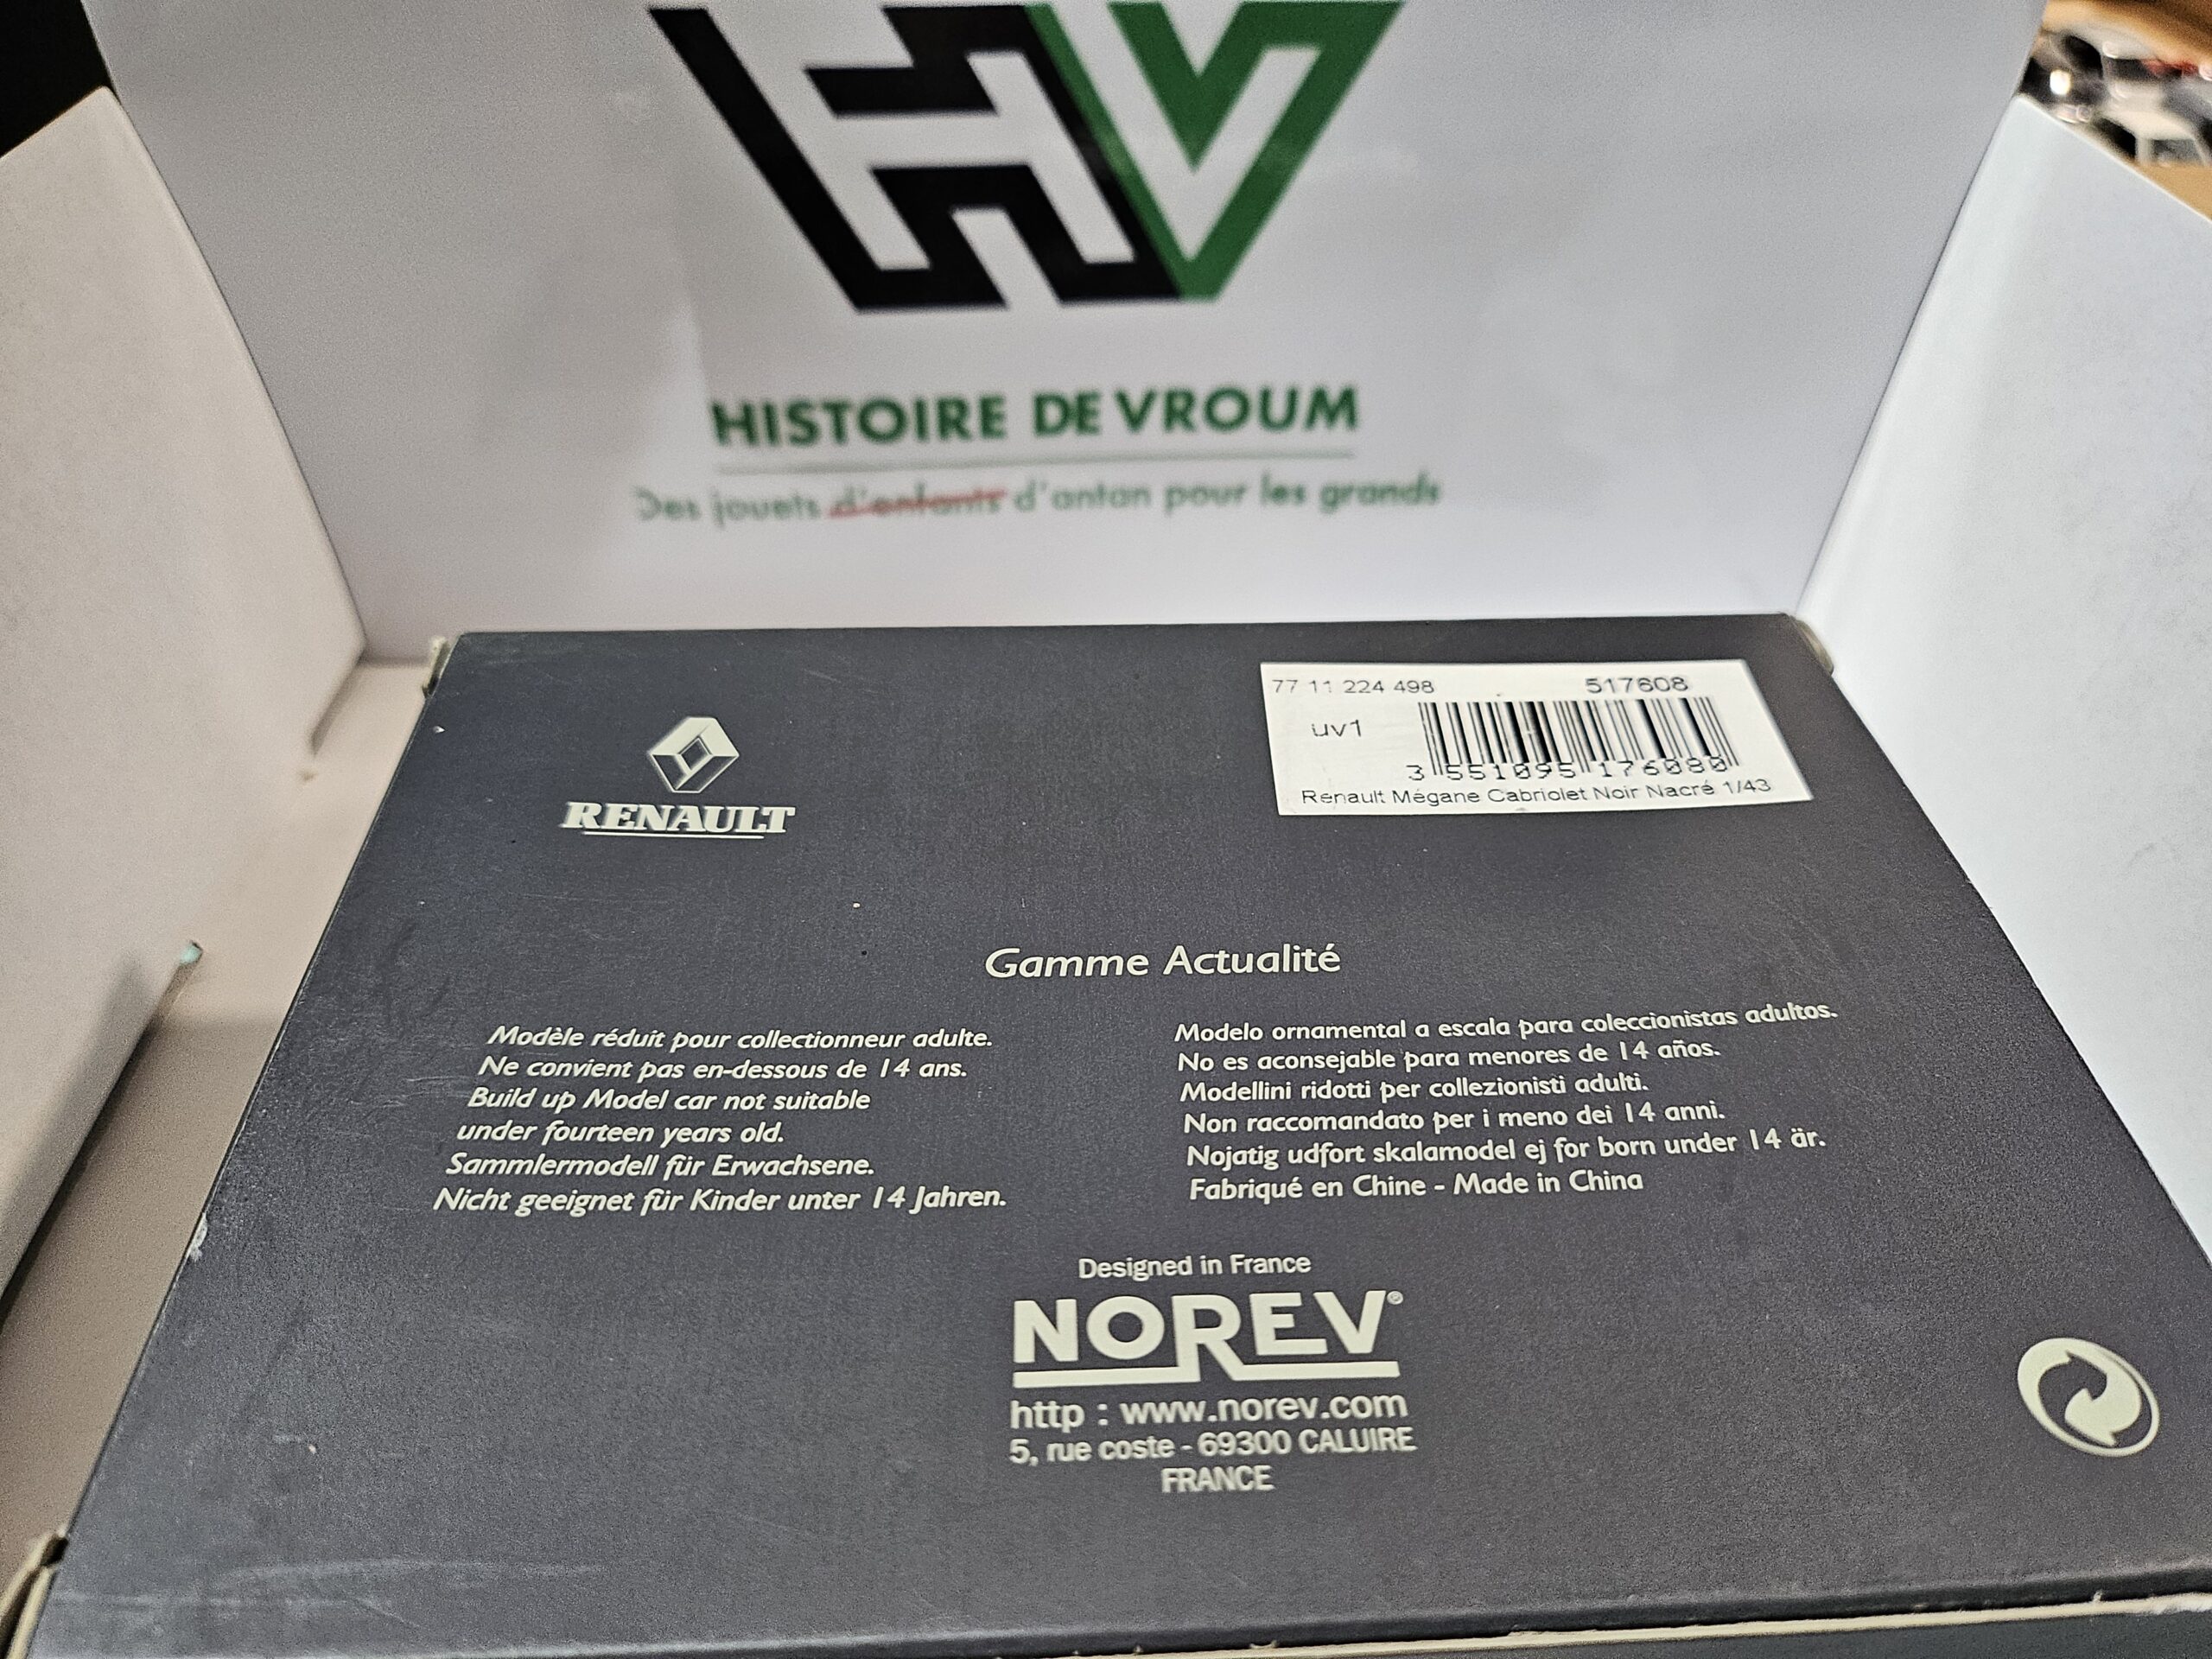 HV
HISTOIRE DE VROUM
Des jouets d'enfants d'antan pour les grands
77 11 224 498
517608
uv1
3 551095 176080
Renault Mégane Cabriolet Noir Nacré 1/43
RENAULT
Gamme Actualité
Modèle réduit pour collectionneur adulte.
Ne convient pas en-dessous de 14 ans.
Build up Model car not suitable
under fourteen years old.
Sammlermodell für Erwachsene.
Nicht geeignet für Kinder unter 14 Jahren.
Modelo ornamental a escala para coleccionistas adultos.
No es aconsejable para menores de 14 años.
Modellini ridotti per collezionisti adulti.
Non raccomandato per i meno dei 14 anni.
Nojatig udfort skalamodel ej for born under 14 är.
Fabriqué en Chine - Made in China
Designed in France
NOREV®
http : www.norev.com
5, rue coste - 69300 CALUIRE
FRANCE